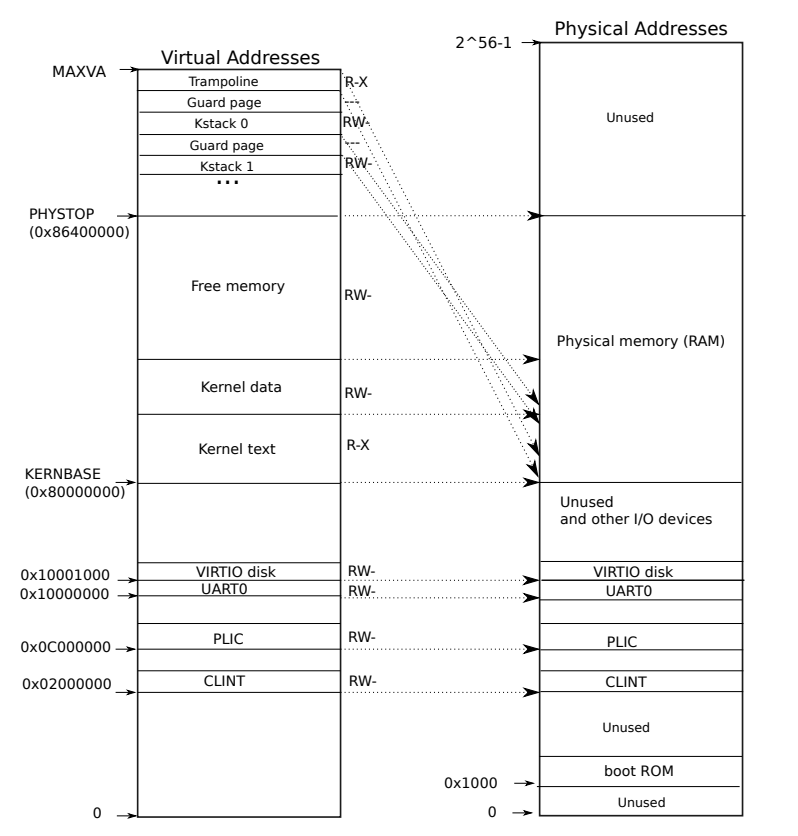 Virtual Addresses
MAXVA
Trampoline
R-X
Guard page
---
Kstack 0
RW-
Guard page
---
Kstack 1
RW-
...
PHYSTOP
(0x86400000)
Free memory
RW-
Kernel data
RW-
Kernel text
R-X
KERNBASE
(0x80000000)
VIRTIO disk
RW-
0x10001000
UART0
RW-
0x10000000
PLIC
RW-
0x0C000000
CLINT
RW-
0x02000000
0
Physical Addresses
2^56-1
Unused
Physical memory (RAM)
Unused
and other I/O devices
VIRTIO disk
UART0
PLIC
CLINT
Unused
boot ROM
0x1000
Unused
0